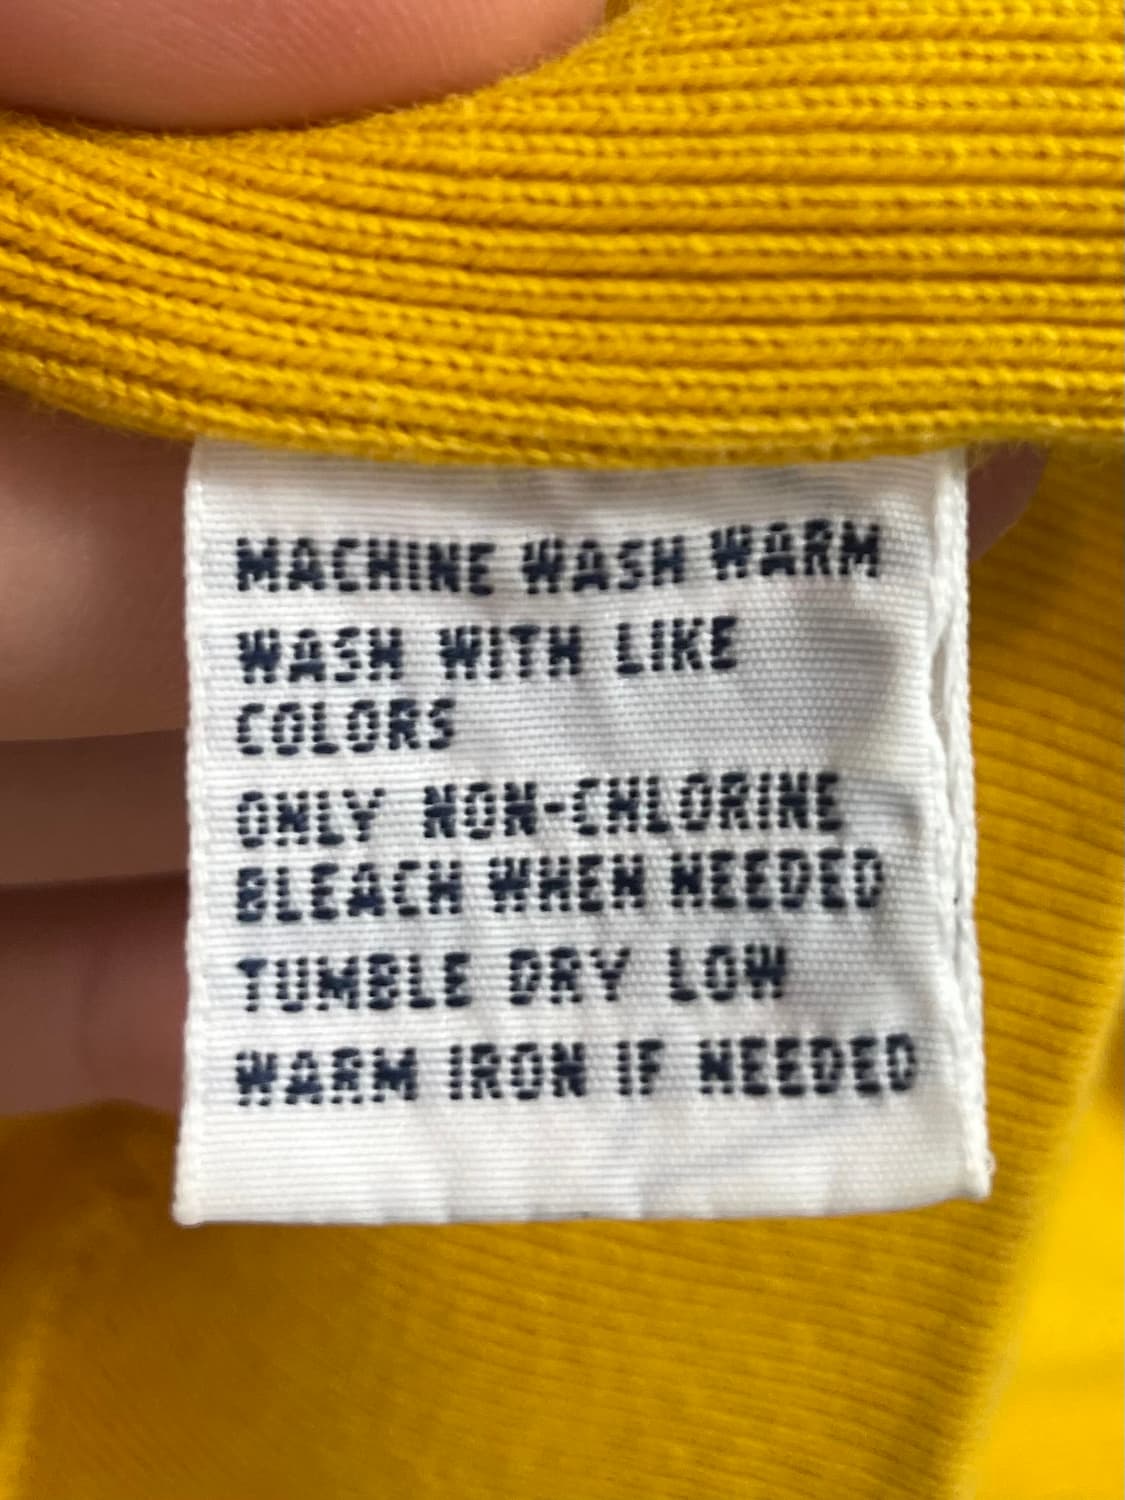 MACHINE WASH WARM
WASH WITH LIKE
COLORS
ONLY NON-CHLORINE
BLEACH WHEN NEEDED
TUMBLE DRY LOW
WARM IRON IF NEEDED